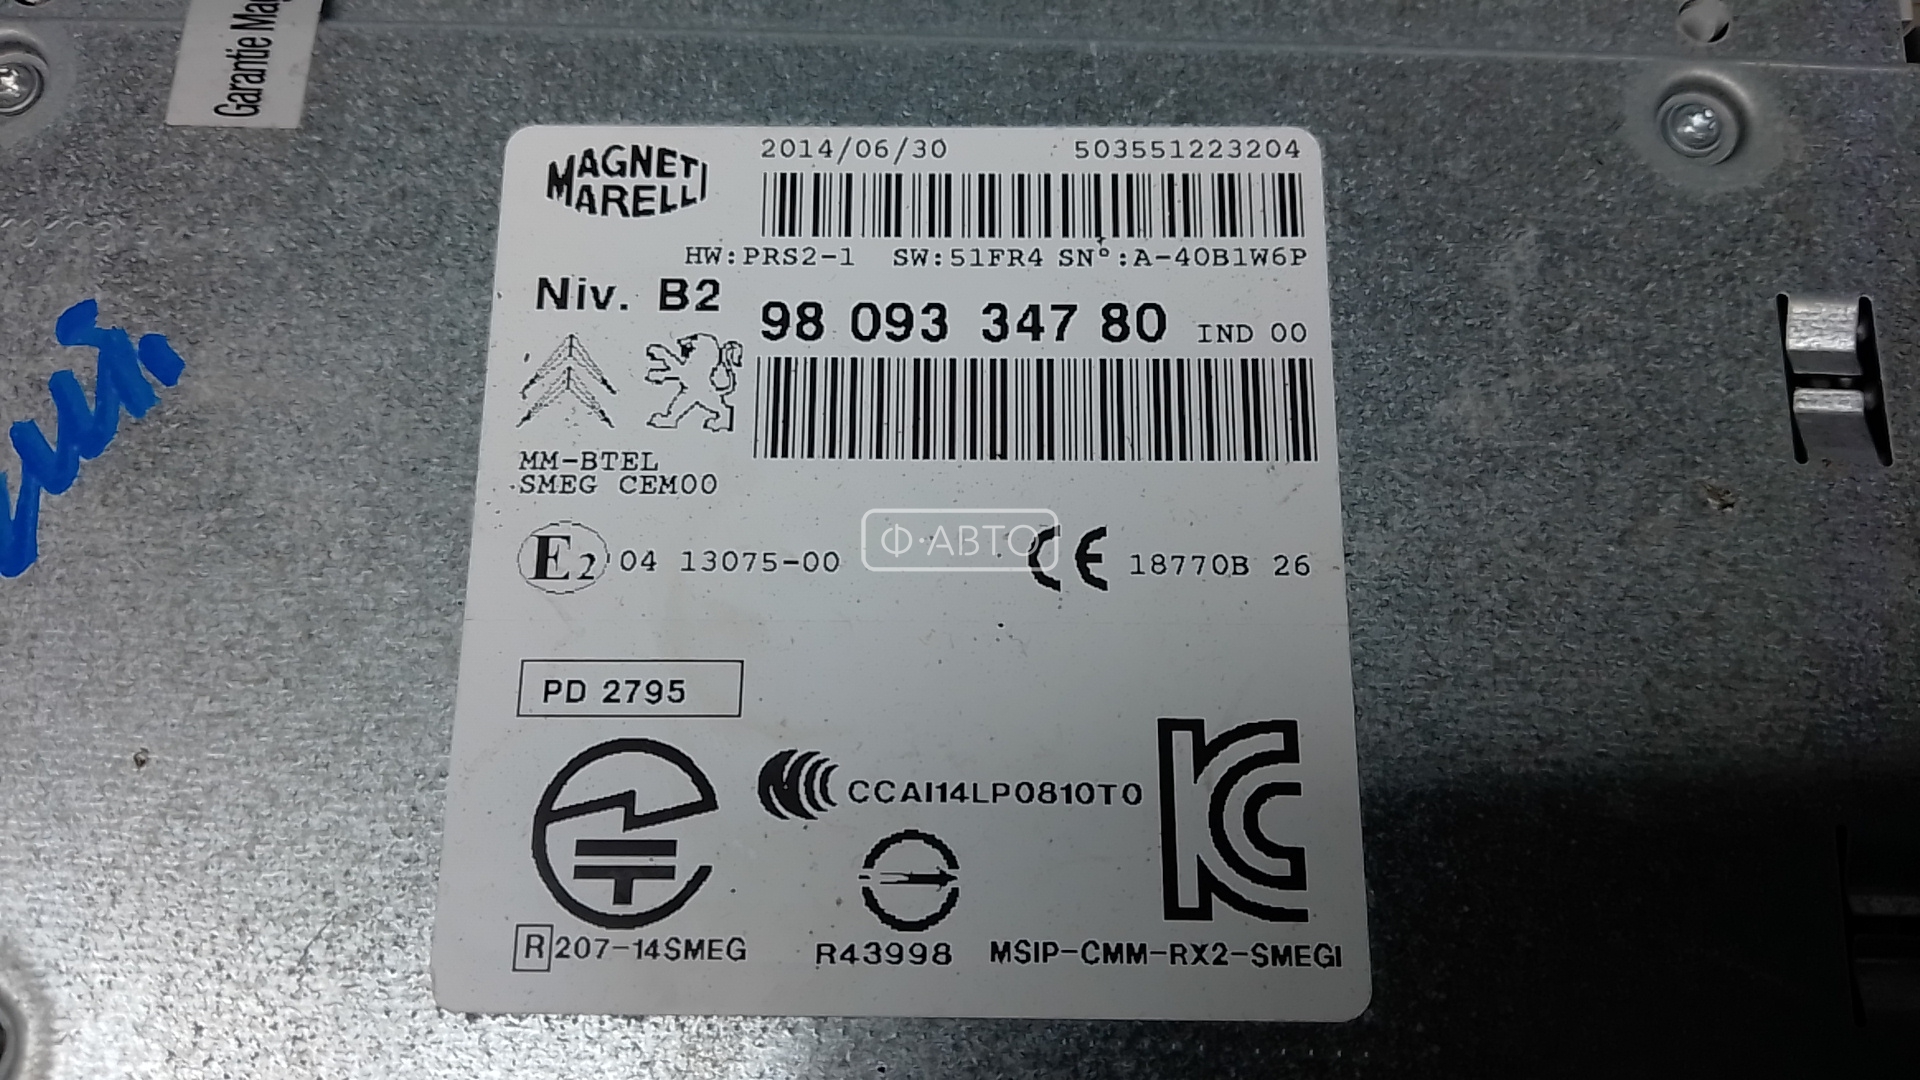 Garantie Mag
MAGNETI
MARELLI
2014/06/30 503551223204
HW:PRS2-1 SW:51FR4 SN°:A-40B1W6P
Niv. B2
98 093 347 80 IND 00
MM-BTEL
SMEG CEM00
E2 04 13075-00
Ф·АВТО
CE 18770B 26
PD 2795
CCAI14LP0810T0
KC
R 207-14SMEG
R43998
MSIP-CMM-RX2-SMEGI